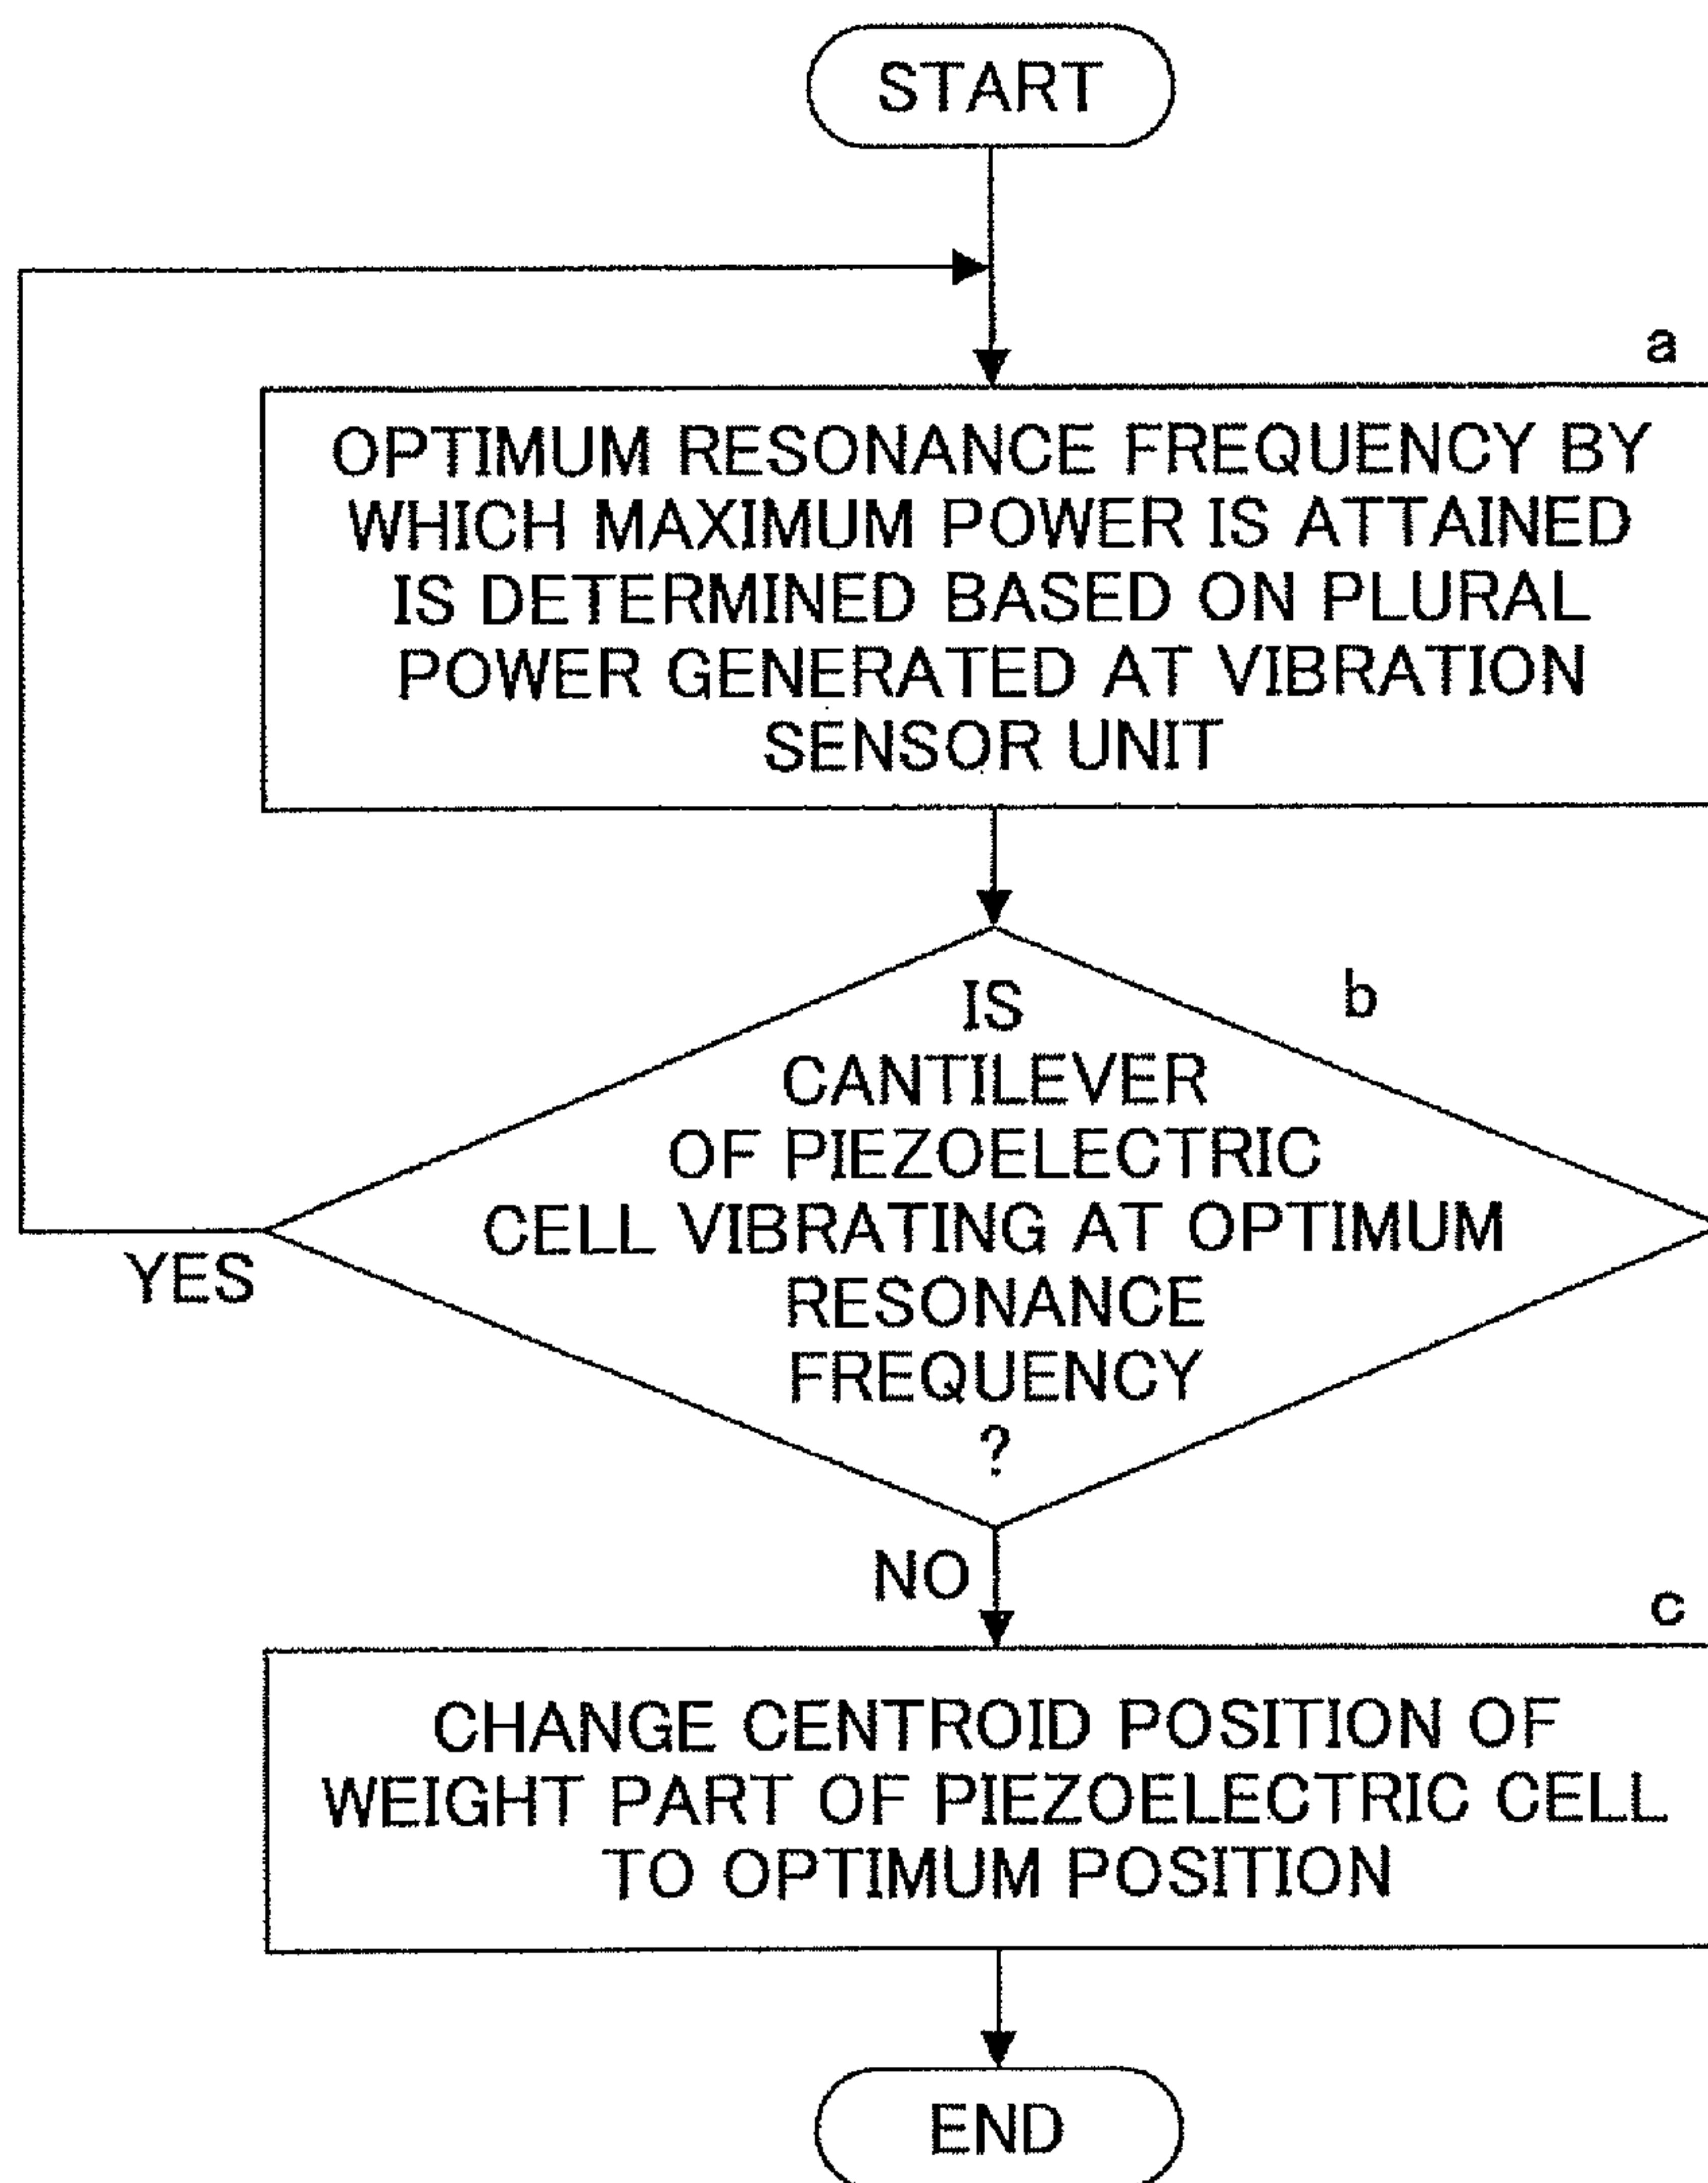 START
a
OPTIMUM RESONANCE FREQUENCY BY
WHICH MAXIMUM POWER IS ATTAINED
IS DETERMINED BASED ON PLURAL
POWER GENERATED AT VIBRATION
SENSOR UNIT
b
IS
CANTILEVER
OF PIEZOELECTRIC
CELL VIBRATING AT OPTIMUM
RESONANCE
FREQUENCY
?
YES
NO
c
CHANGE CENTROID POSITION OF
WEIGHT PART OF PIEZOELECTRIC CELL
TO OPTIMUM POSITION
END